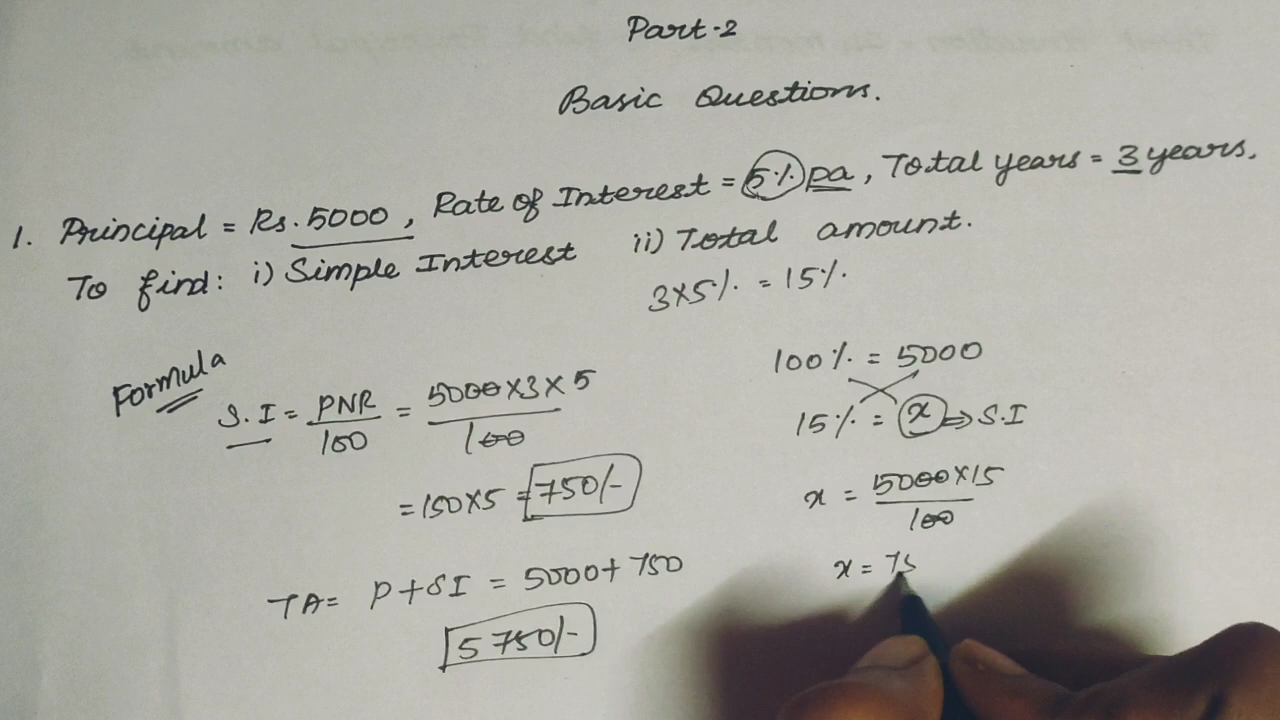 Part-2
Basic Questions.
1. Principal = Rs. 5000, Rate of Interest = 5% pa, Total years = 3 years.
To find: i) Simple Interest ii) Total amount.
3×5% = 15%
Formula
S.I = PNR/100 = 5000×3×5/100
= 150×5 = 750/-
TA = P+SI = 5000+750
5750/-
100% = 5000
15% = x ⇒ S.I
x = 5000×15/100
x = 75